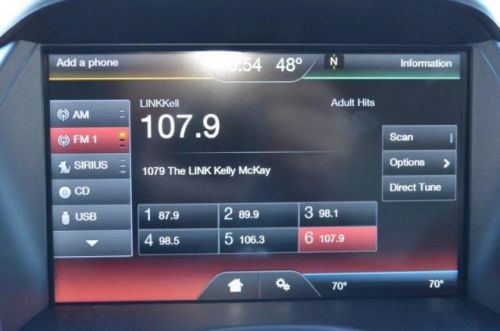 Add a phone
:54 48°
N
Information
AM
FM 1
SIRIUS
CD
USB
LINKKell
Adult Hits
107.9
1079 The LINK Kelly McKay
Scan
Options
Direct Tune
1 87.9
2 89.9
3 98.1
4 98.5
5 106.3
6 107.9
70°
70°